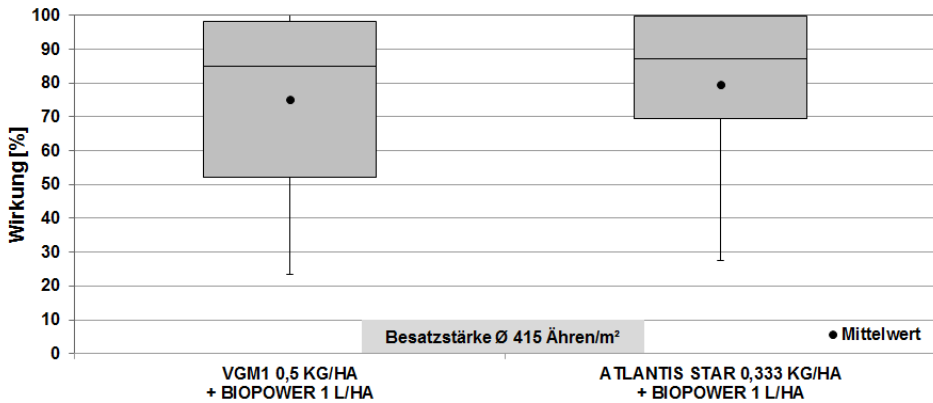 Wirkung [%]
100
90
80
70
60
50
40
30
20
10
0
Besatzstärke Ø 415 Ähren/m²
Mittelwert
VGM1 0,5 KG/HA
+ BIOPOWER 1 L/HA
ATLANTIS STAR 0,333 KG/HA
+ BIOPOWER 1 L/HA